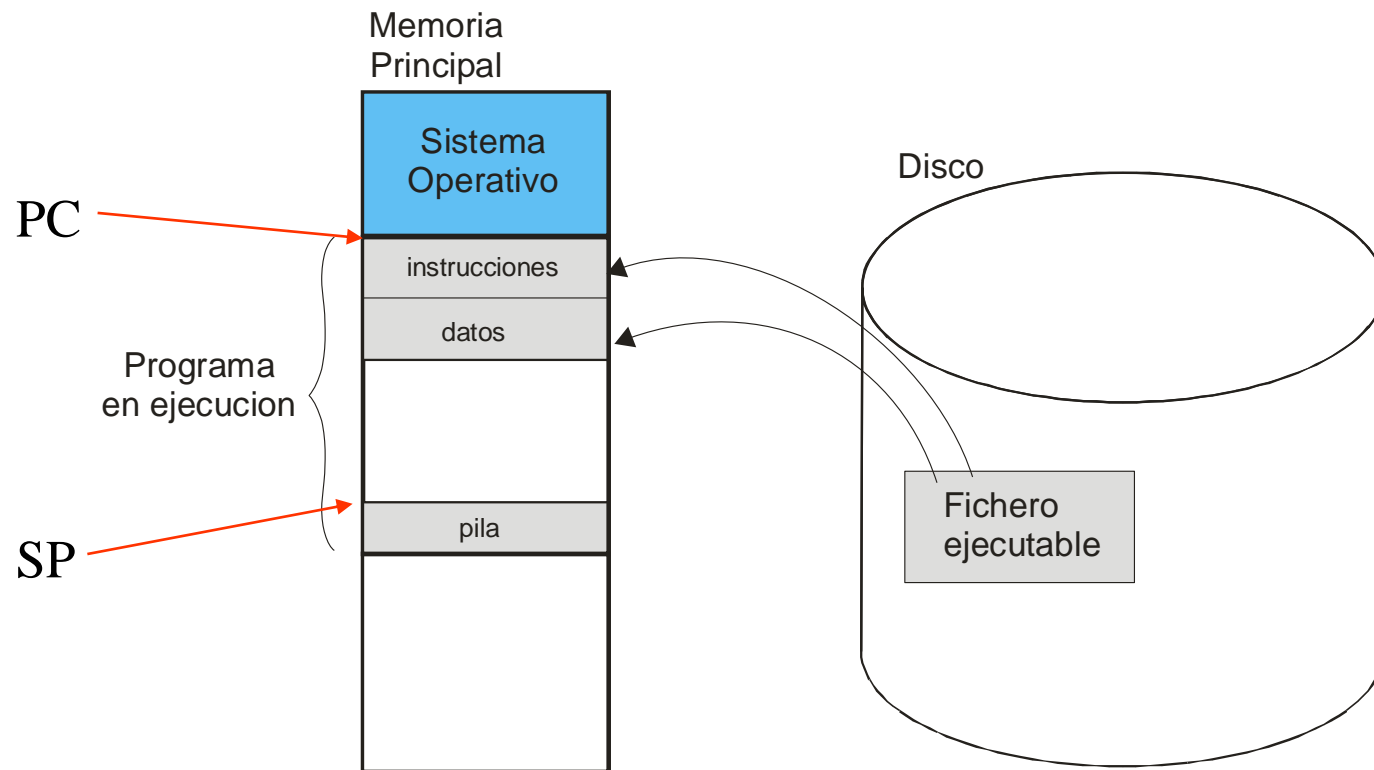 Memoria
Principal
Sistema
Operativo
Disco
PC
instrucciones
datos
Programa
en ejecucion
Fichero
ejecutable
pila
SP